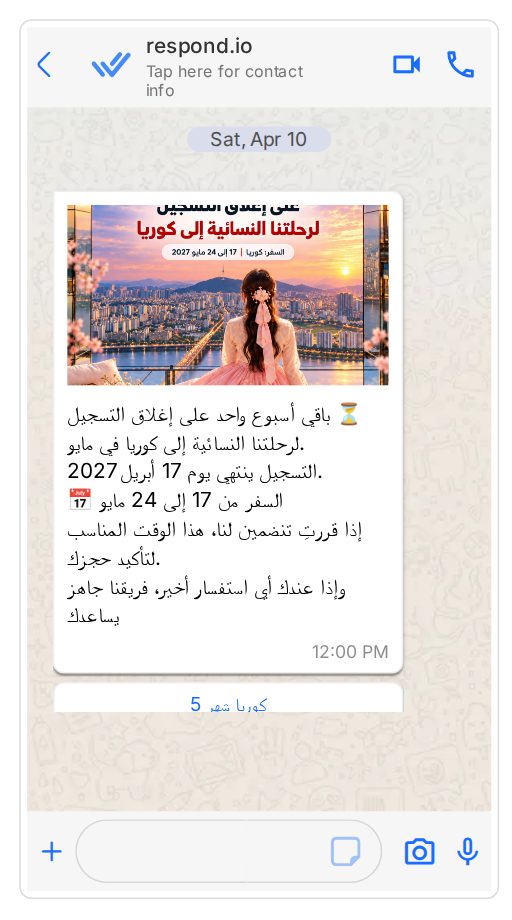 respond.io
Tap here for contact
info
Sat, Apr 10
على إغلاق التسجيل
لرحلتنا النسائية إلى كوريا
السفر: كوريا | 17 إلى 24 مايو 2027
⏳ باقي أسبوع واحد على إغلاق التسجيل
لرحلتنا النسائية إلى كوريا في مايو.
التسجيل ينتهي يوم 17 أبريل 2027.
📅 السفر من 17 إلى 24 مايو
إذا قررتِ تنضمين لنا، هذا الوقت المناسب
لتأكيد حجزك.
وإذا عندك أي استفسار أخير، فريقنا جاهز
يساعدك
12:00 PM
كوريا شهر 5